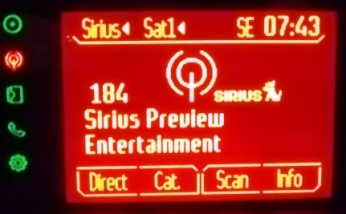 Sirius Sat1 SE 07:43
184 SIRIUS
Sirius Preview
Entertainment
Direct Cat. Scan Info